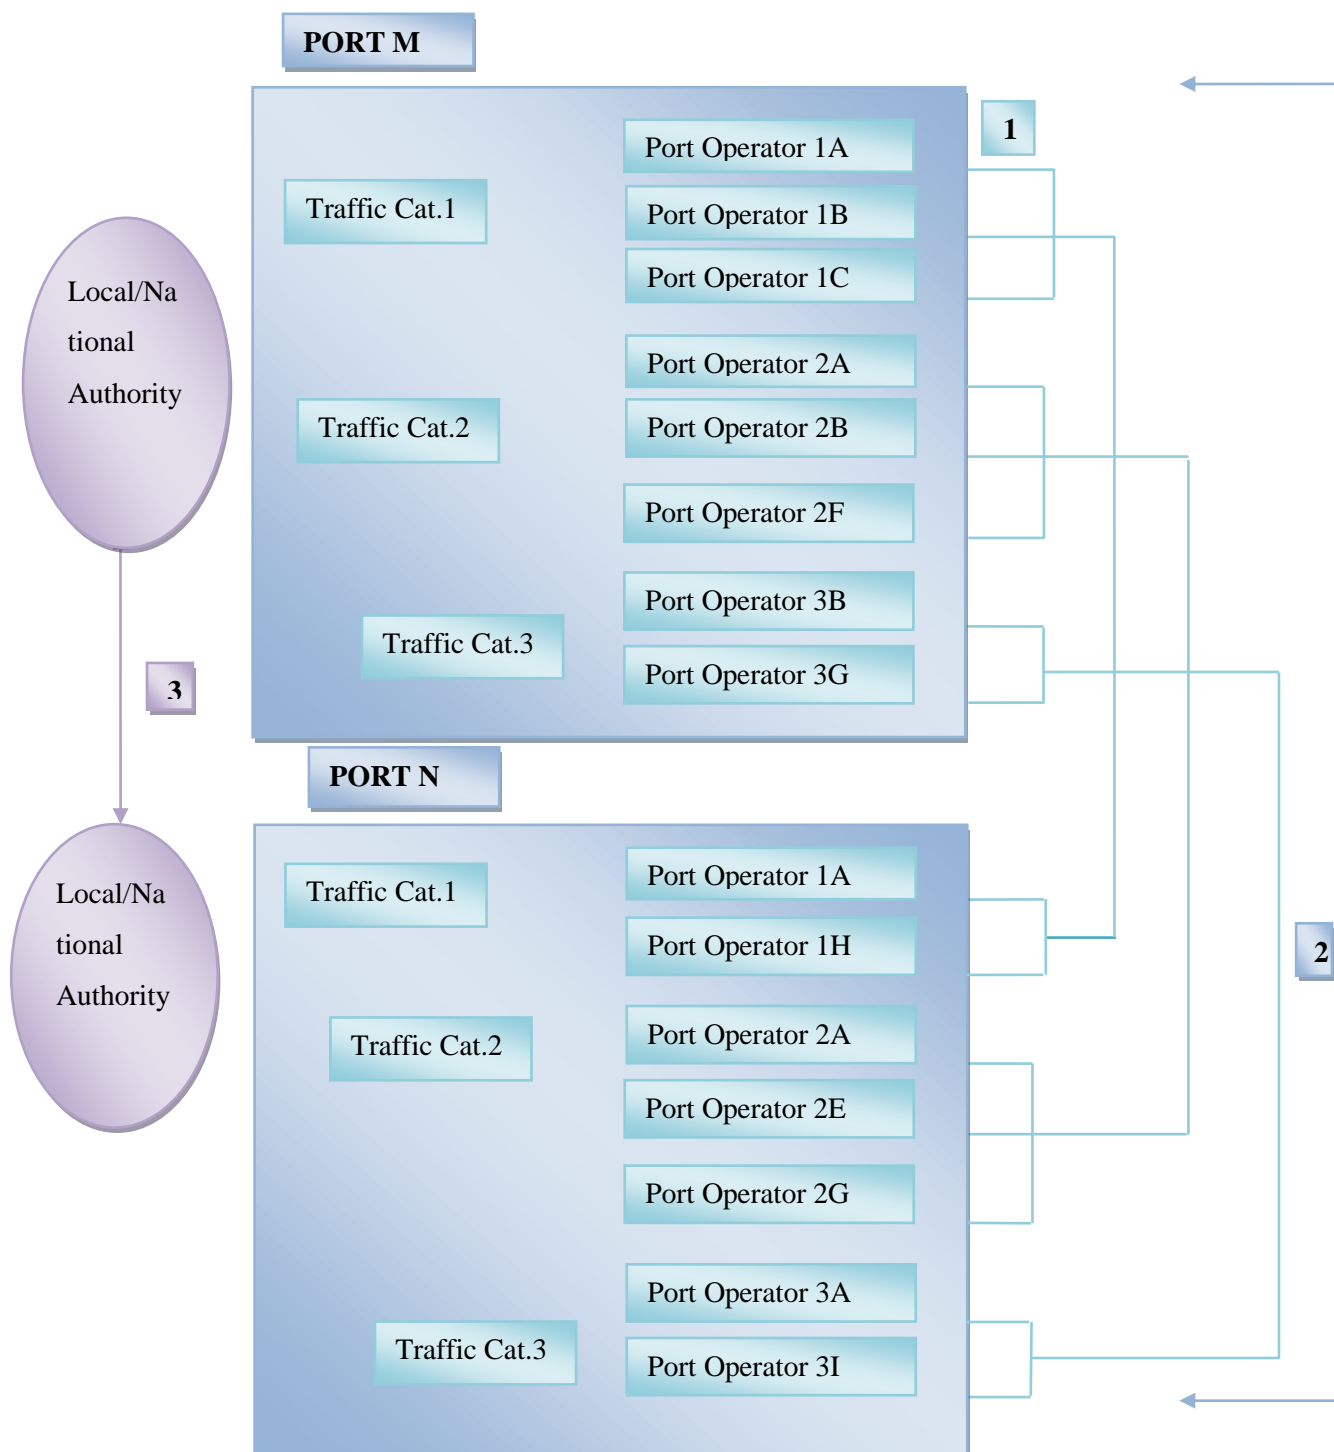 PORT M
1
Port Operator 1A
Traffic Cat.1
Port Operator 1B
Port Operator 1C
Local/Na
tional
Authority
Port Operator 2A
Traffic Cat.2
Port Operator 2B
Port Operator 2F
Port Operator 3B
Traffic Cat.3
Port Operator 3G
3
PORT N
Port Operator 1A
Traffic Cat.1
Local/Na
tional
Authority
Port Operator 1H
2
Port Operator 2A
Traffic Cat.2
Port Operator 2E
Port Operator 2G
Port Operator 3A
Traffic Cat.3
Port Operator 3I